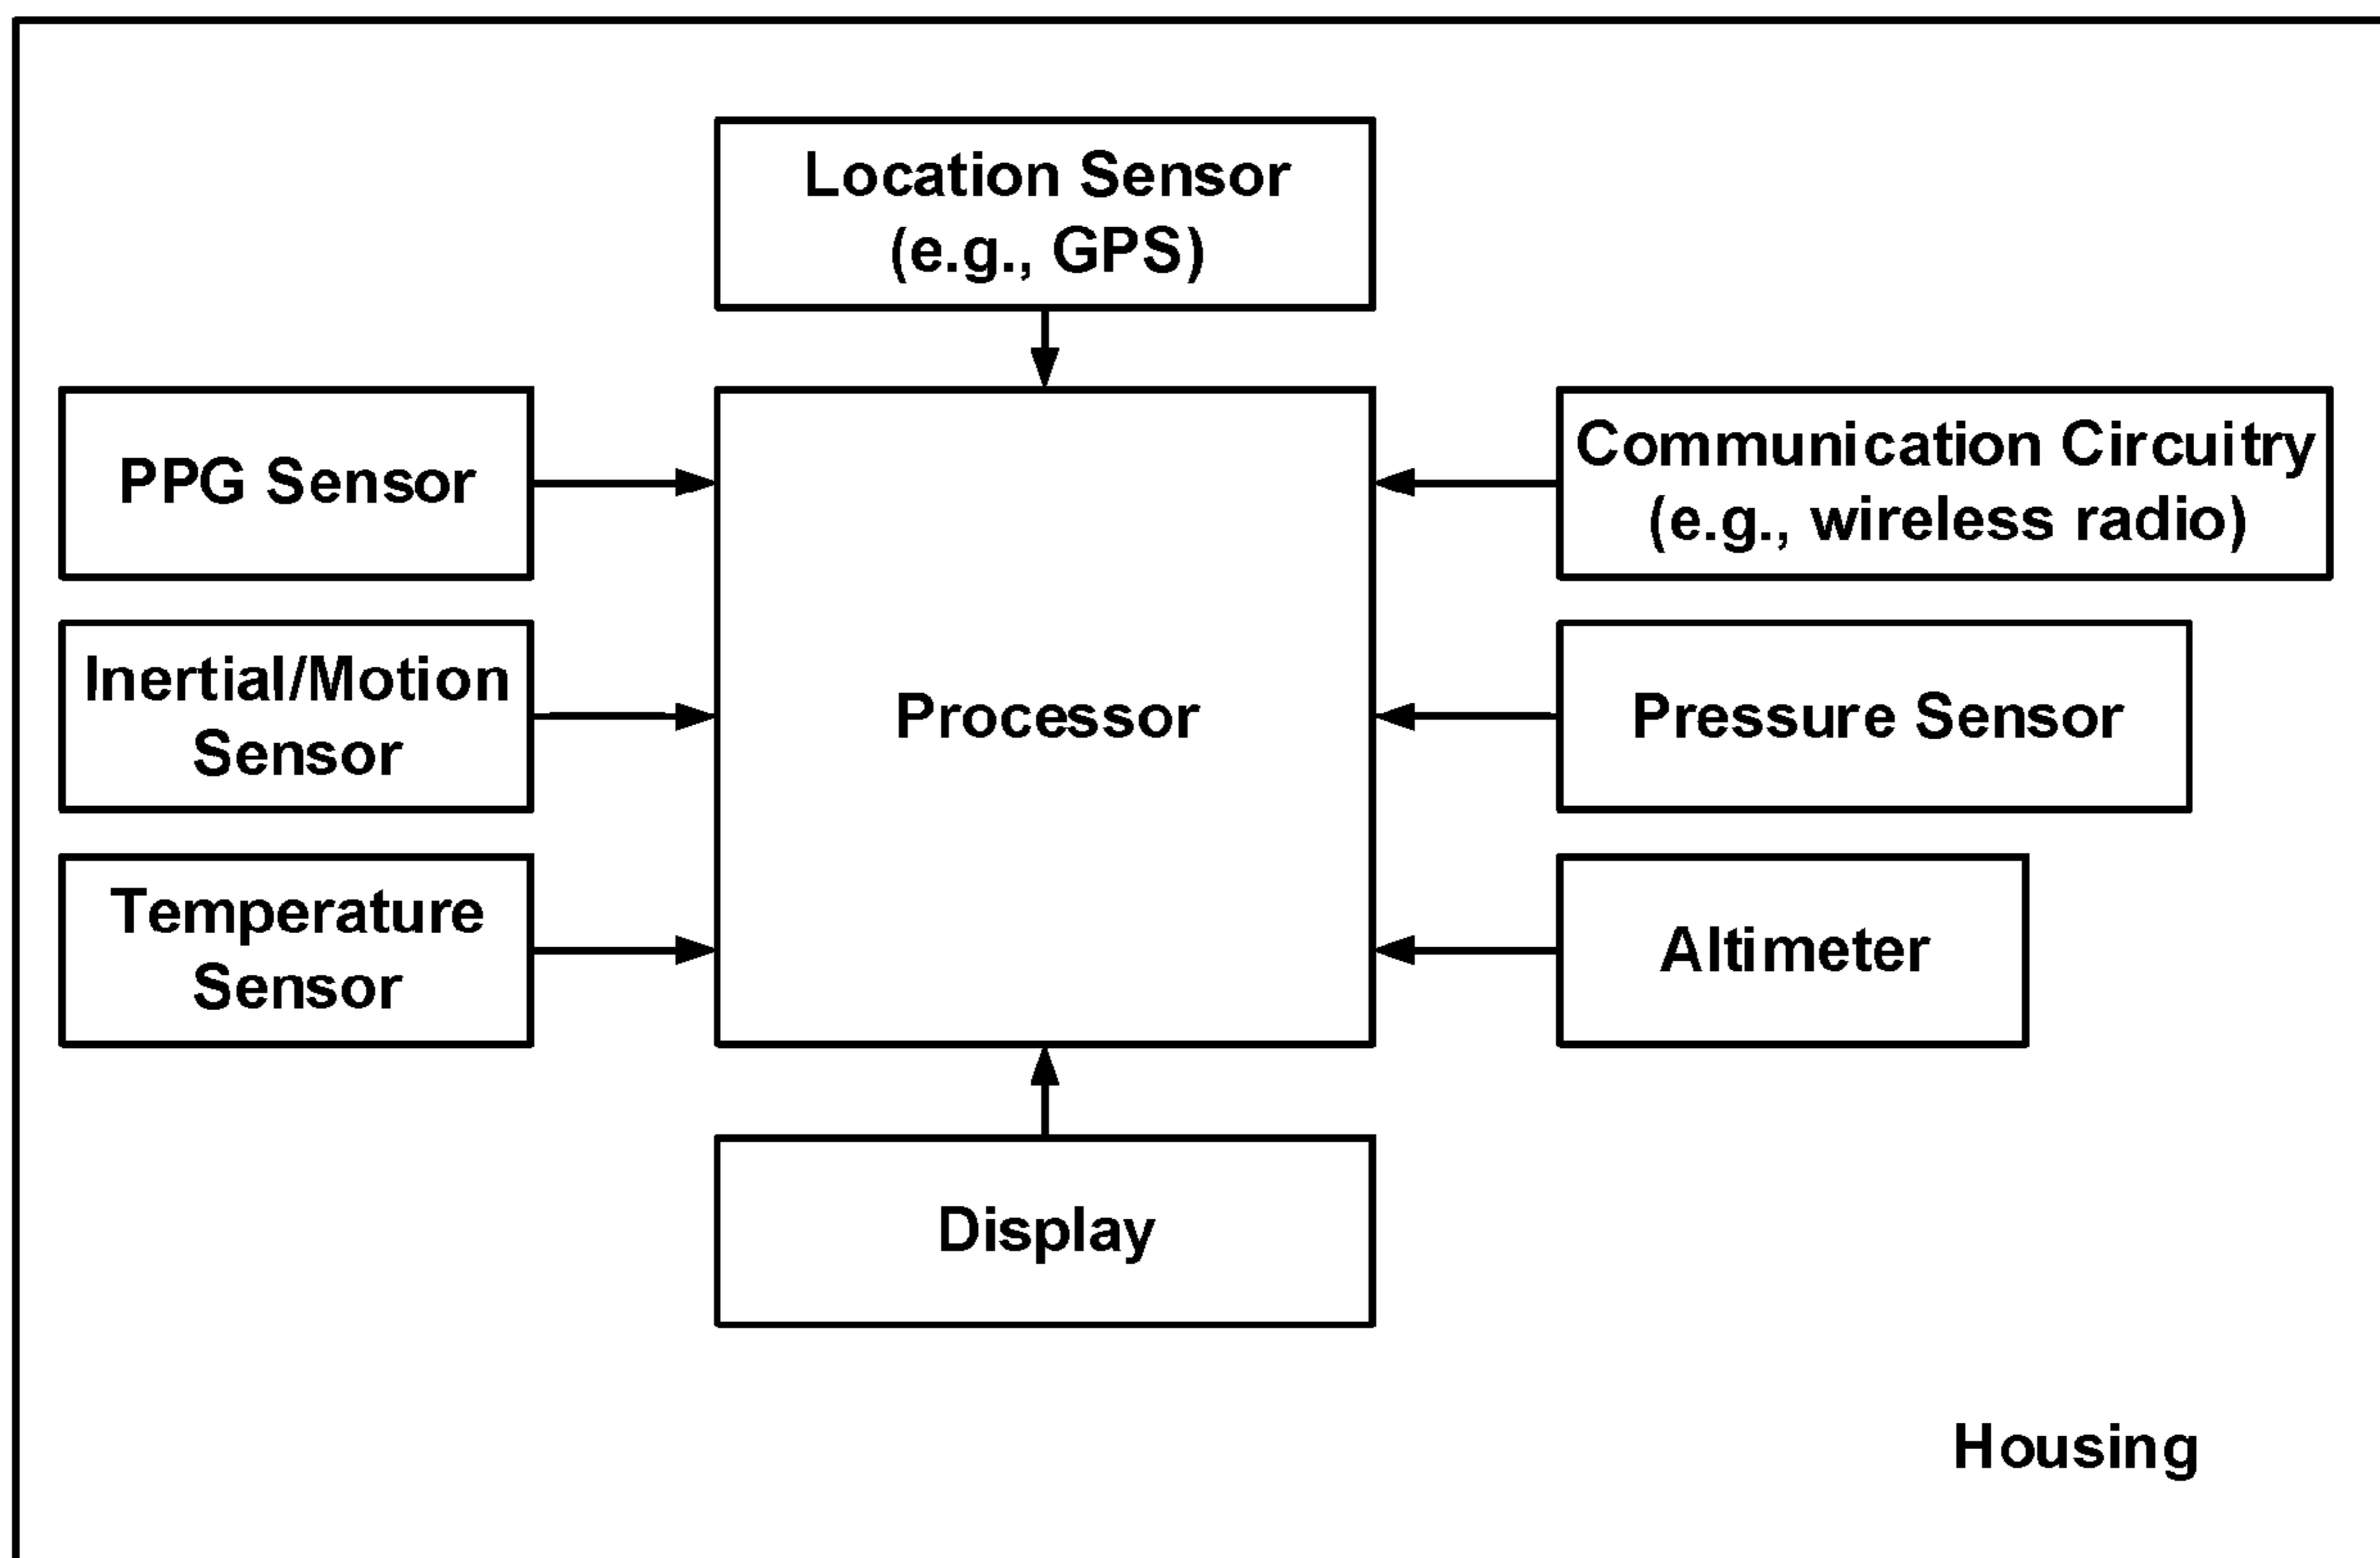 Location Sensor
(e.g., GPS)
PPG Sensor
Communication Circuitry
(e.g., wireless radio)
Inertial/Motion
Sensor
Processor
Pressure Sensor
Temperature
Sensor
Altimeter
Display
Housing